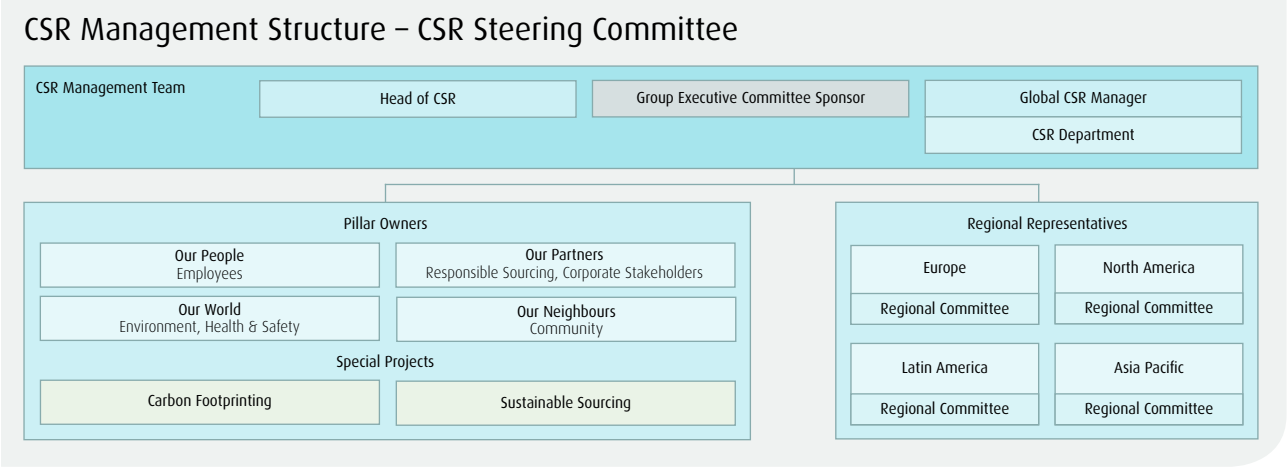 CSR Management Structure – CSR Steering Committee
CSR Management Team
Head of CSR
Group Executive Committee Sponsor
Global CSR Manager
CSR Department
Pillar Owners
Our People
Employees
Our Partners
Responsible Sourcing, Corporate Stakeholders
Our World
Environment, Health & Safety
Our Neighbours
Community
Special Projects
Carbon Footprinting
Sustainable Sourcing
Regional Representatives
Europe
Regional Committee
North America
Regional Committee
Latin America
Regional Committee
Asia Pacific
Regional Committee